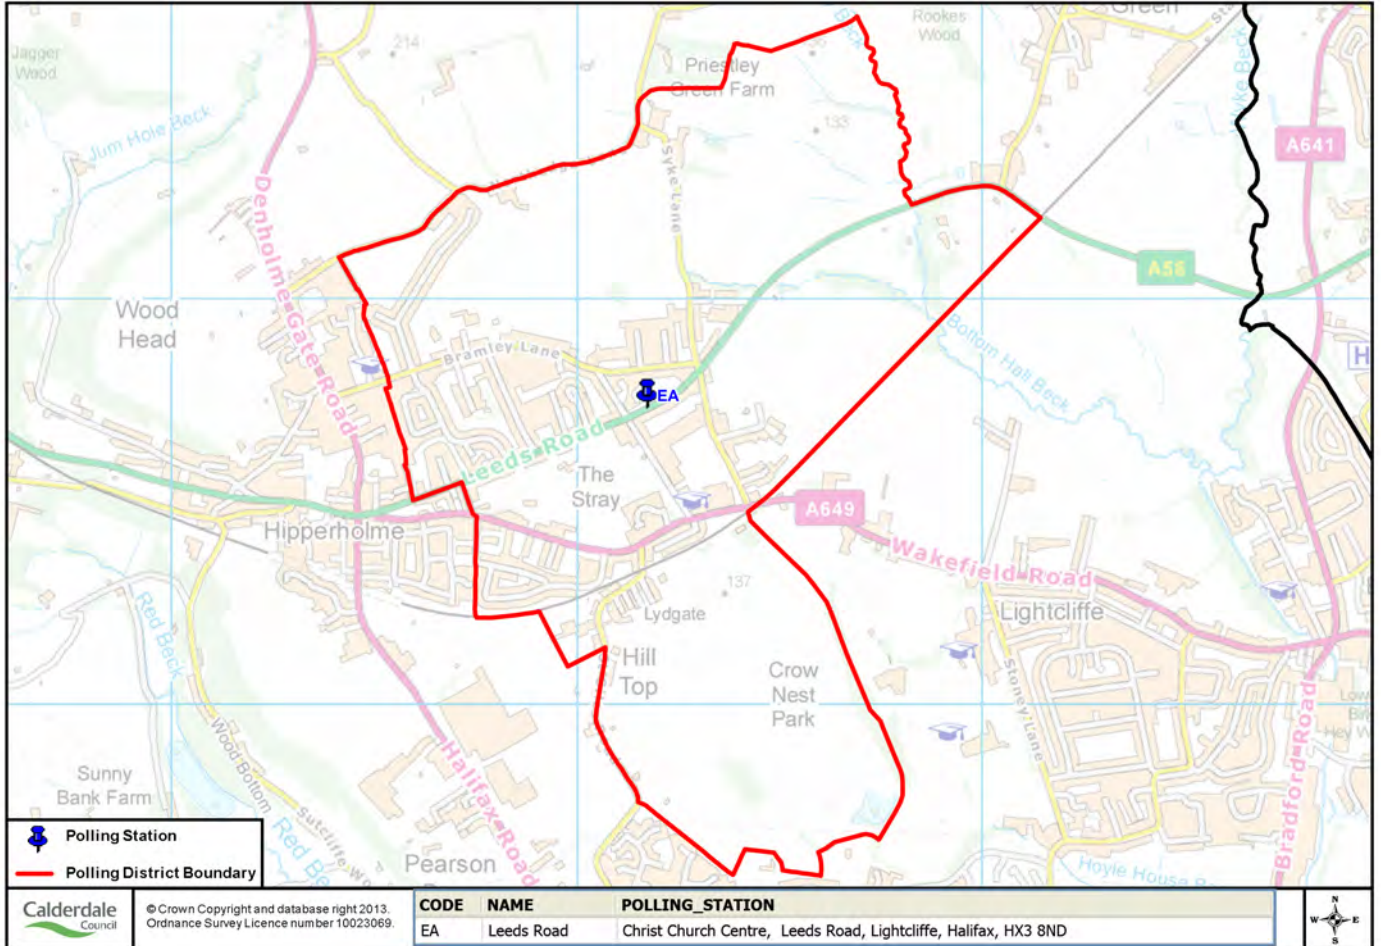 Green
Rookes
Wood
Beck
214
Jagger
Wood
Priestley
Green Farm
133
A641
Jum Hole Beck
Syke Lane
Denholme Gate Road
A58
Wood
Head
Bramley Lane
Bottom Hall Beck
H
EA
Leeds Road
The
Stray
A649
Hipperholme
Wakefield Road
137
Lydgate
Lightcliffe
Red Beck
Hill
Top
Crow
Nest
Park
Stoney Lane
Halifax Road
Bradford Road
Wood Bottom
Sunny
Bank Farm
Pearson
Polling Station
Polling District Boundary
Calderdale
Council
© Crown Copyright and database right 2013.
Ordnance Survey Licence number 10023069.
CODE NAME POLLING_STATION
EA Leeds Road Christ Church Centre, Leeds Road, Lightcliffe, Halifax, HX3 8ND
N
W E
S